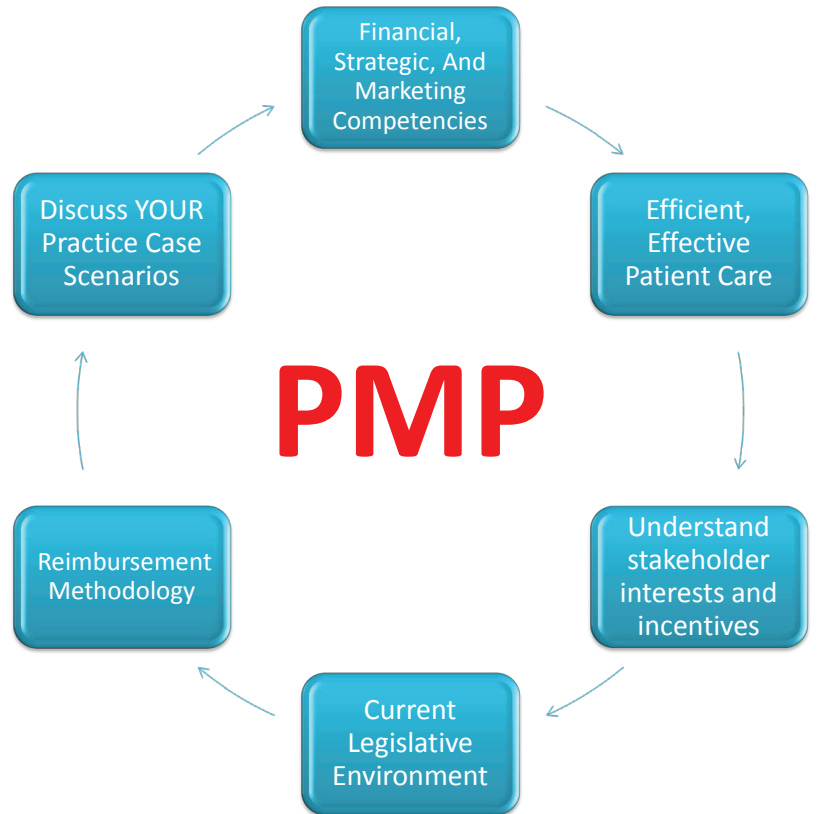 Financial,
Strategic, And
Marketing
Competencies
Efficient,
Effective
Patient Care
Understand
stakeholder
interests and
incentives
Current
Legislative
Environment
Reimbursement
Methodology
Discuss YOUR
Practice Case
Scenarios
PMP